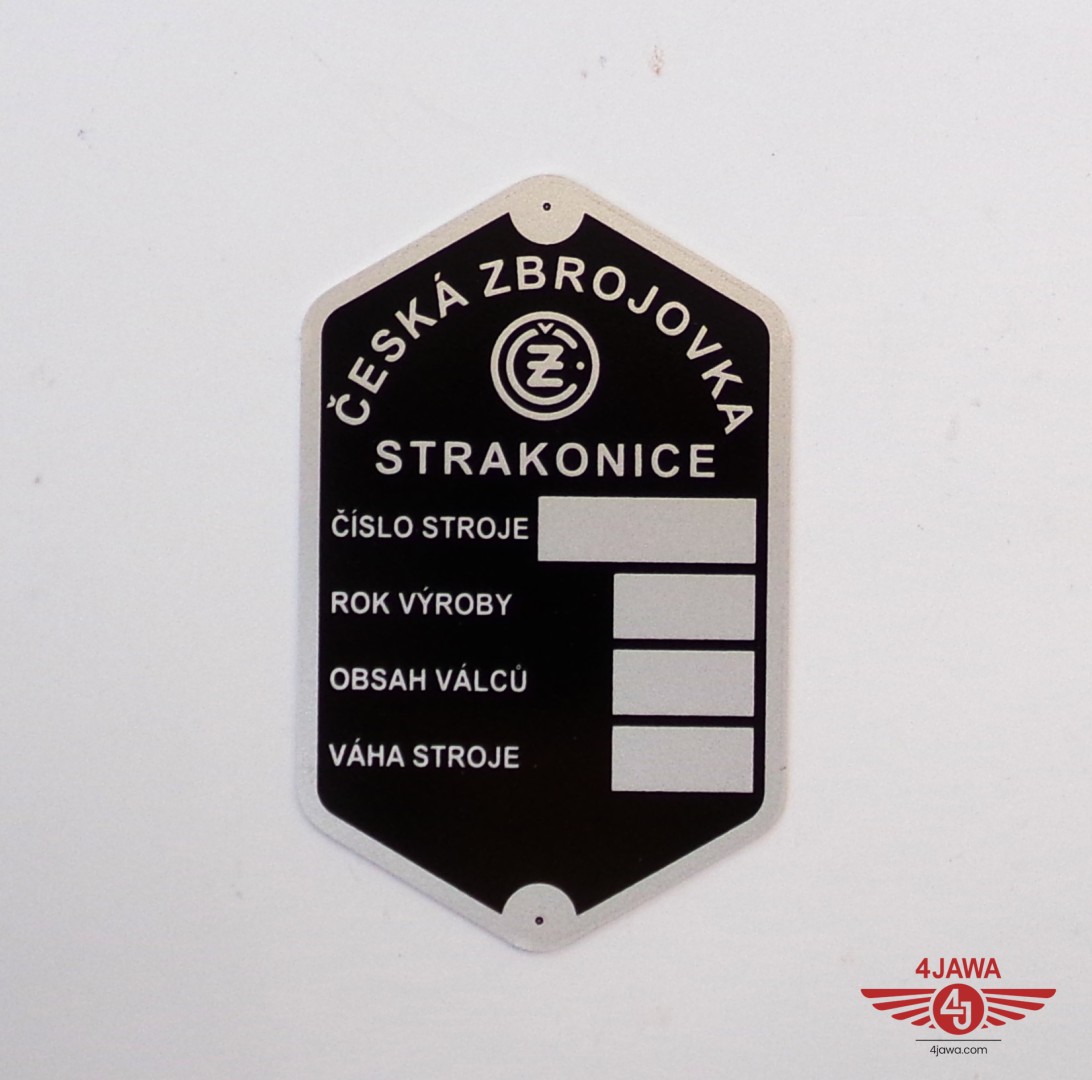 ČESKÁ ZBROJOVKA
ČZ
STRAKONICE
ČÍSLO STROJE
ROK VÝROBY
OBSAH VÁLCŮ
VÁHA STROJE
4JAWA
4J
4jawa.com